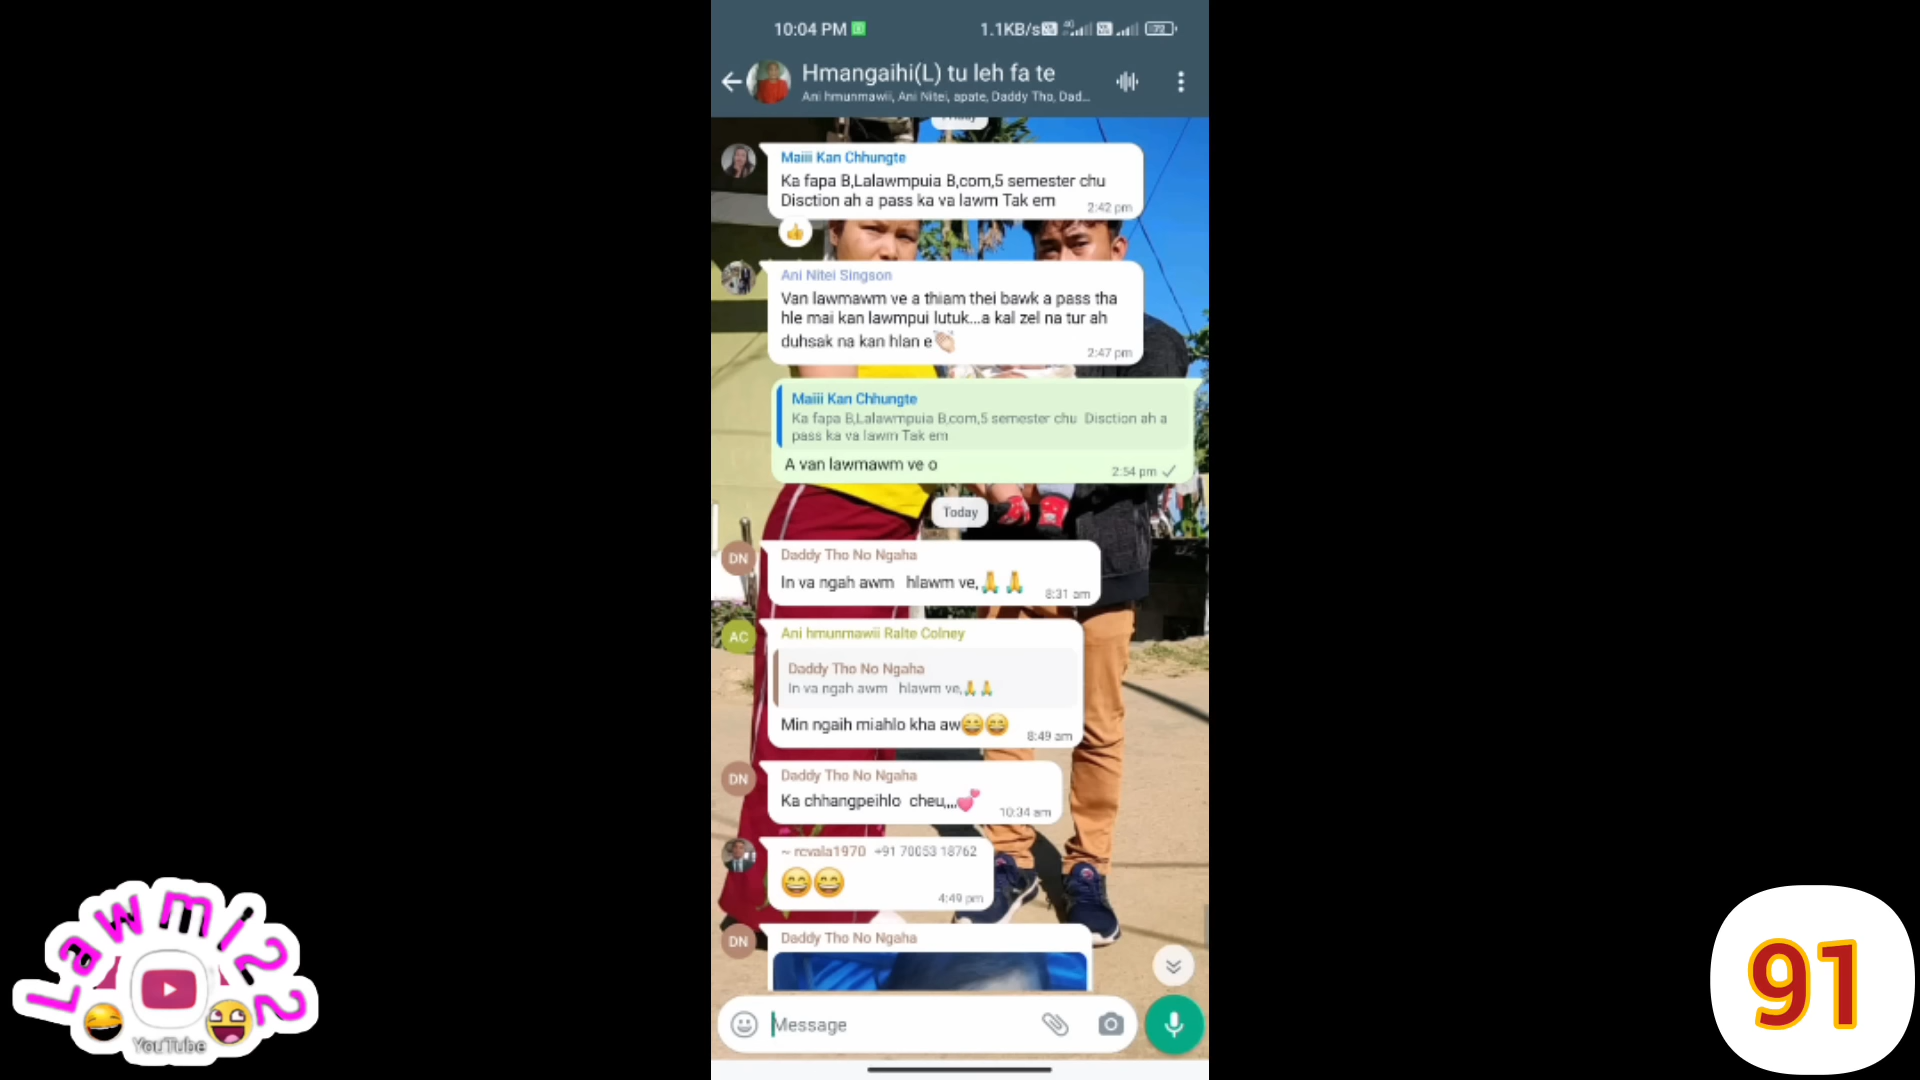 10:04 PM
1.1KB/s
4G
72
Hmangaihi(L) tu leh fa te
Ani hmunmawii, Ani Nitei, apate, Daddy Tho, Dad...
Friday
Maiii Kan Chhungte
Ka fapa B,Lalawmpuia B,com,5 semester chu
Disction ah a pass ka va lawm Tak em
2:42 pm
👍
Ani Nitei Singson
Van lawmawm ve a thiam thei bawk a pass tha
hle mai kan lawmpui lutuk...a kal zel na tur ah
duhsak na kan hlan e👏🏻
2:47 pm
Maiii Kan Chhungte
Ka fapa B,Lalawmpuia B,com,5 semester chu Disction ah a
pass ka va lawm Tak em
A van lawmawm ve o
2:54 pm
Today
DN
Daddy Tho No Ngaha
In va ngah awm hlawm ve,🙏 🙏
8:31 am
AC
Ani hmunmawii Ralte Colney
Daddy Tho No Ngaha
In va ngah awm hlawm ve,🙏 🙏
Min ngaih miahlo kha aw😄😄
8:49 am
DN
Daddy Tho No Ngaha
Ka chhangpeihlo cheu,,,,💕
10:34 am
~ rcvala1970 +91 70053 18762
😄😄
4:49 pm
DN
Daddy Tho No Ngaha
Message
Lawmi22
YouTube
91